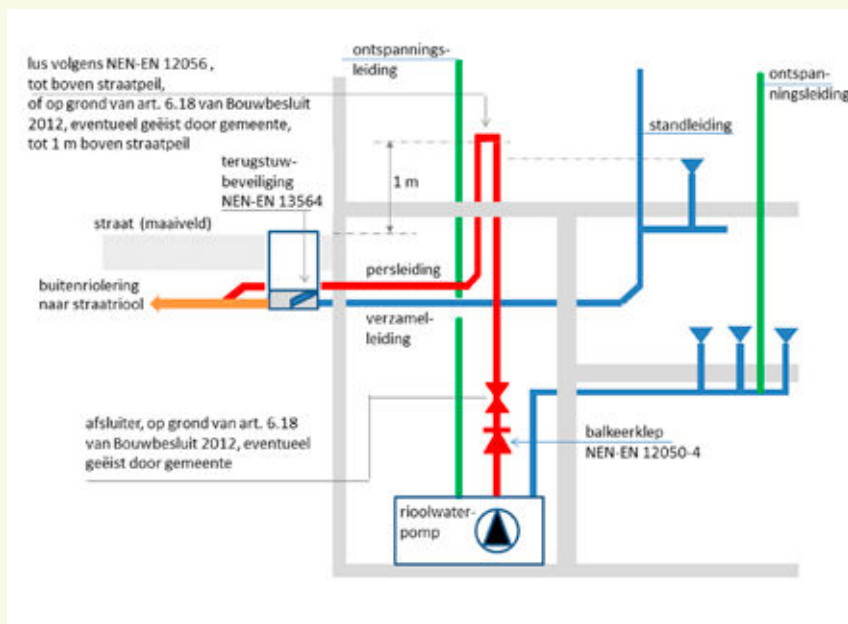 ontspannings-
leiding
lus volgens NEN-EN 12056 ,
tot boven straatpeil,
of op grond van art. 6.18 van Bouwbesluit
2012, eventueel geëist door gemeente,
tot 1 m boven straatpeil
ontspan-
ningsleiding
standleiding
terugstuw-
beveiliging
NEN-EN 13564
1 m
straat (maaiveld)
buitenriolering
naar straatriool
persleiding
verzamel-
leiding
afsluiter, op grond van art. 6.18
van Bouwbesluit 2012, eventueel
geëist door gemeente
balkeerklep
NEN-EN 12050-4
rioolwater-
pomp